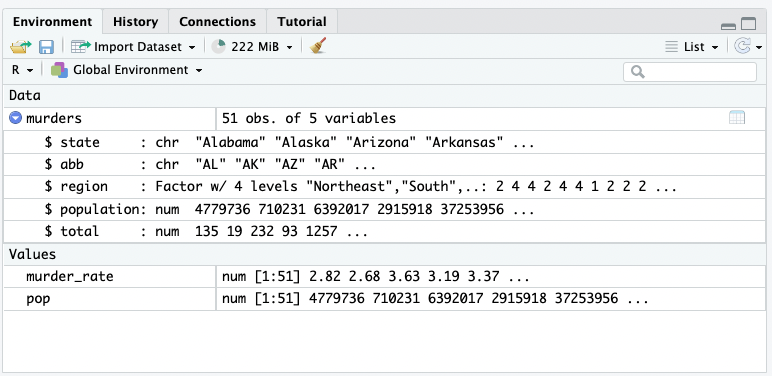 Environment History Connections Tutorial
Import Dataset 222 MiB List
R Global Environment
Data
murders 51 obs. of 5 variables
$ state : chr "Alabama" "Alaska" "Arizona" "Arkansas" ...
$ abb : chr "AL" "AK" "AZ" "AR" ...
$ region : Factor w/ 4 levels "Northeast","South",..: 2 4 4 2 4 4 1 2 2 2 ...
$ population: num 4779736 710231 6392017 2915918 37253956 ...
$ total : num 135 19 232 93 1257 ...
Values
murder_rate num [1:51] 2.82 2.68 3.63 3.19 3.37 ...
pop num [1:51] 4779736 710231 6392017 2915918 37253956 ...